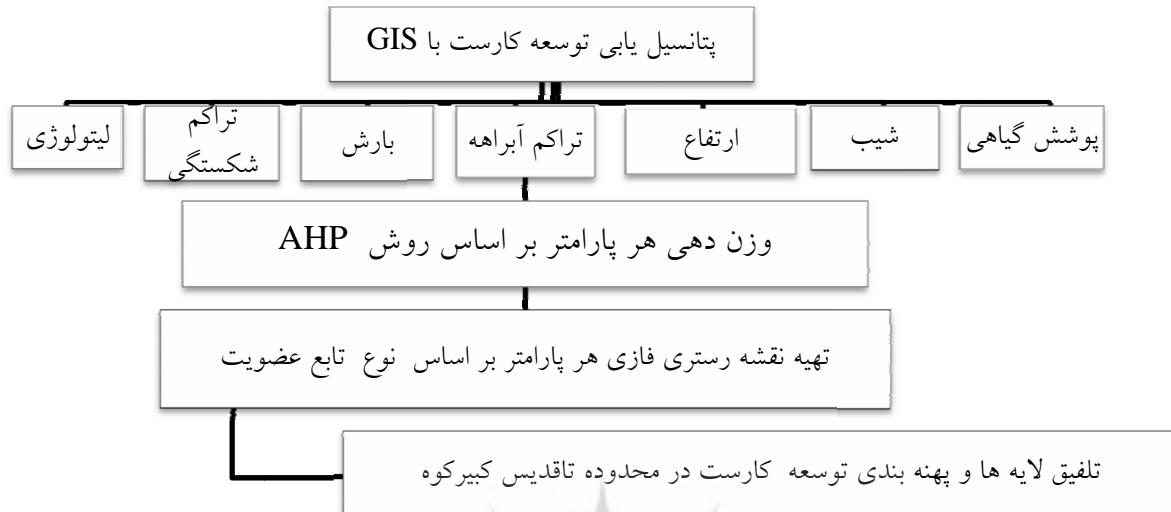 پتانسیل یابی توسعه کارست با GIS
پوشش گیاهی
شیب
ارتفاع
تراکم آبراهه
بارش
تراکم
شکستگی
لیتولوژی
وزن دهی هر پارامتر بر اساس روش AHP
تهیه نقشه رستری فازی هر پارامتر بر اساس نوع تابع عضویت
تلفیق لایه ها و پهنه بندی توسعه کارست در محدوده تاقدیس کبیرکوه